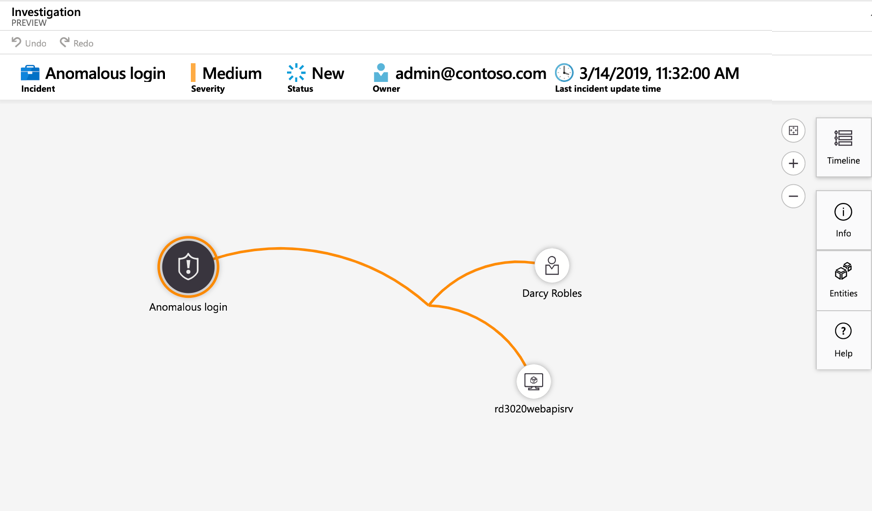 Investigation
PREVIEW
Undo Redo
Anomalous login Medium New admin@contoso.com 3/14/2019, 11:32:00 AM
Incident Severity Status Owner Last incident update time
Timeline
Info
Entities
Help
Anomalous login
Darcy Robles
rd3020webapisrv